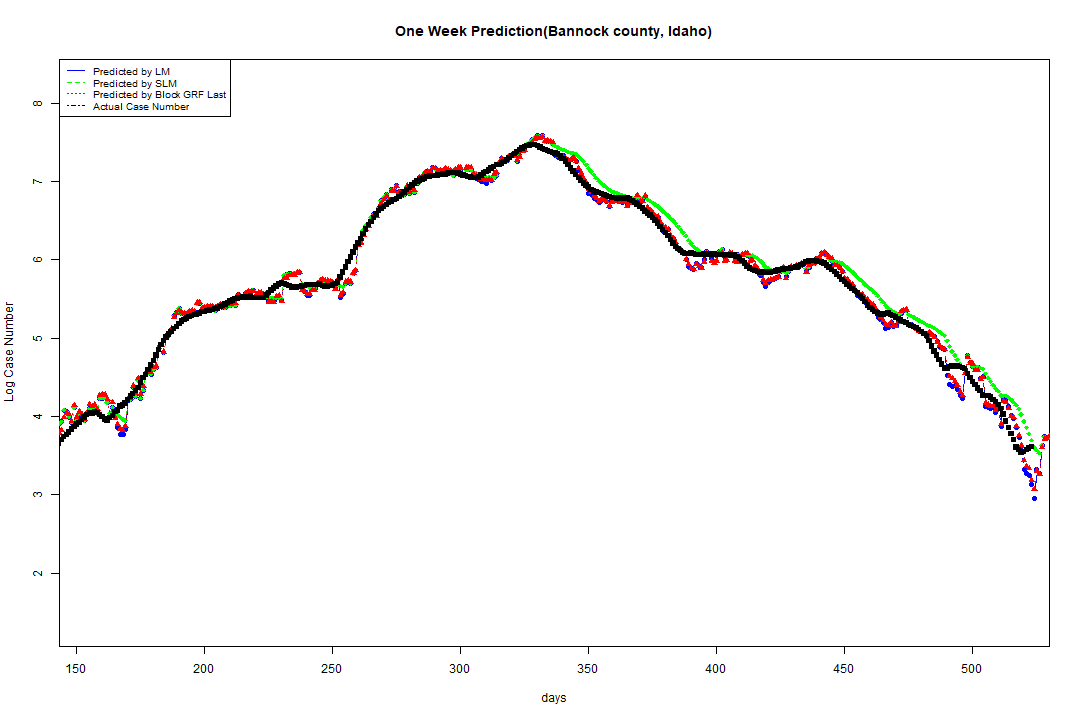 One Week Prediction(Bannock county, Idaho)
Predicted by LM
Predicted by SLM
Predicted by Block GRF Last
Actual Case Number
8
7
6
5
4
3
2
Log Case Number
150 200 250 300 350 400 450 500
days